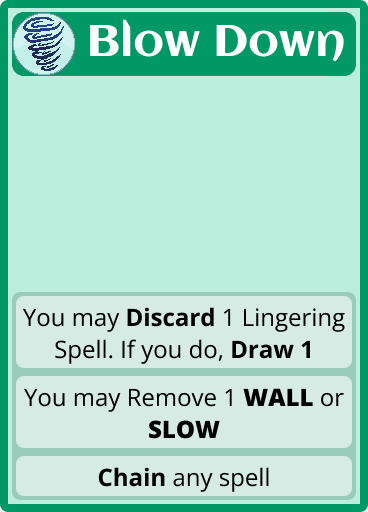 Blow Down
You may Discard 1 Lingering
Spell. If you do, Draw 1
You may Remove 1 WALL or
SLOW
Chain any spell